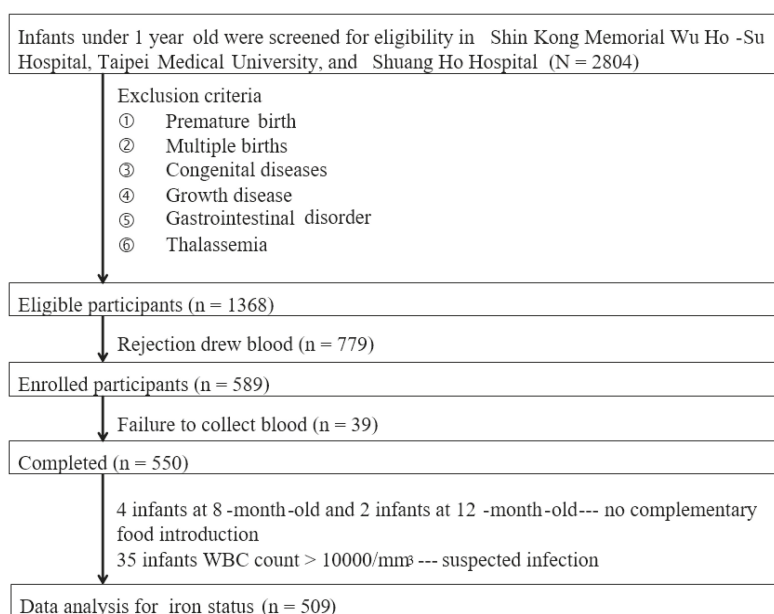 Infants under 1 year old were screened for eligibility in Shin Kong Memorial Wu Ho -Su
Hospital, Taipei Medical University, and Shuang Ho Hospital (N = 2804)
Exclusion criteria
① Premature birth
② Multiple births
③ Congenital diseases
④ Growth disease
⑤ Gastrointestinal disorder
⑥ Thalassemia
Eligible participants (n = 1368)
Rejection drew blood (n = 779)
Enrolled participants (n = 589)
Failure to collect blood (n = 39)
Completed (n = 550)
4 infants at 8 -month-old and 2 infants at 12 -month-old--- no complementary
food introduction
35 infants WBC count > 10000/mm³ --- suspected infection
Data analysis for iron status (n = 509)